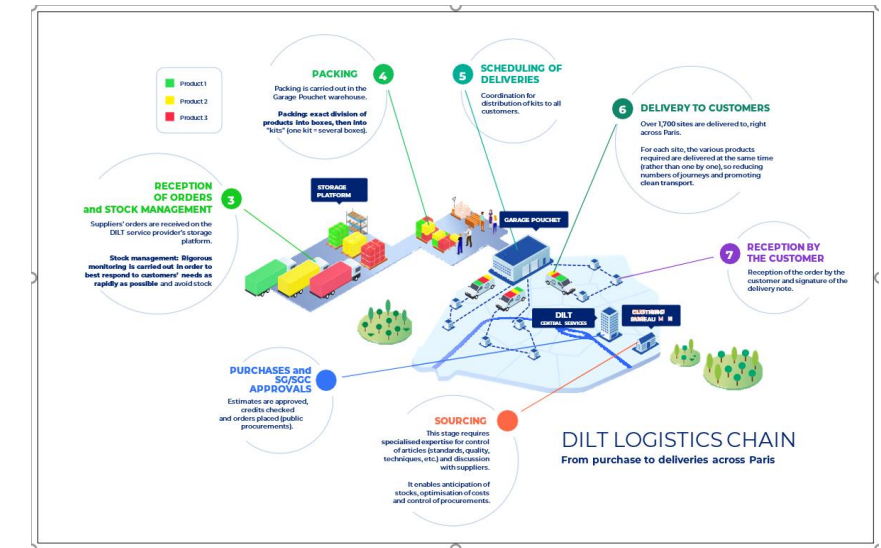 Product 1
Product 2
Product 3
PACKING
4
Packing is carried out in the
Garage Pouchet warehouse.
Packing: exact division of
products into boxes, then into
"kits" (one kit = several boxes).
5
SCHEDULING OF
DELIVERIES
Coordination for
distribution of kits to all
customers.
6
DELIVERY TO CUSTOMERS
Over 1,700 sites are delivered to, right
across Paris.
For each site, the various products
required are delivered at the same time
(rather than one by one), so reducing
numbers of journeys and promoting
clean transport.
RECEPTION
OF ORDERS
and STOCK MANAGEMENT
3
Suppliers' orders are received on the
DILT service provider's storage
platform.
Stock management: Rigorous
monitoring is carried out in order to
best respond to customers' needs as
rapidly as possible and avoid stock
STORAGE
PLATFORM
GARAGE POUCHET
7
RECEPTION BY
THE CUSTOMER
Reception of the order by the
customer and signature of the
delivery note.
DILT
CENTRAL SERVICES
PURCHASES and
SG/SGC
APPROVALS
Estimates are approved,
credits checked
and orders placed (public
procurements).
SOURCING
This stage requires
specialised expertise for control
of articles (standards, quality,
techniques, etc.) and discussion
with suppliers.
It enables anticipation of
stocks, optimisation of costs
and control of procurements.
DILT LOGISTICS CHAIN
From purchase to deliveries across Paris